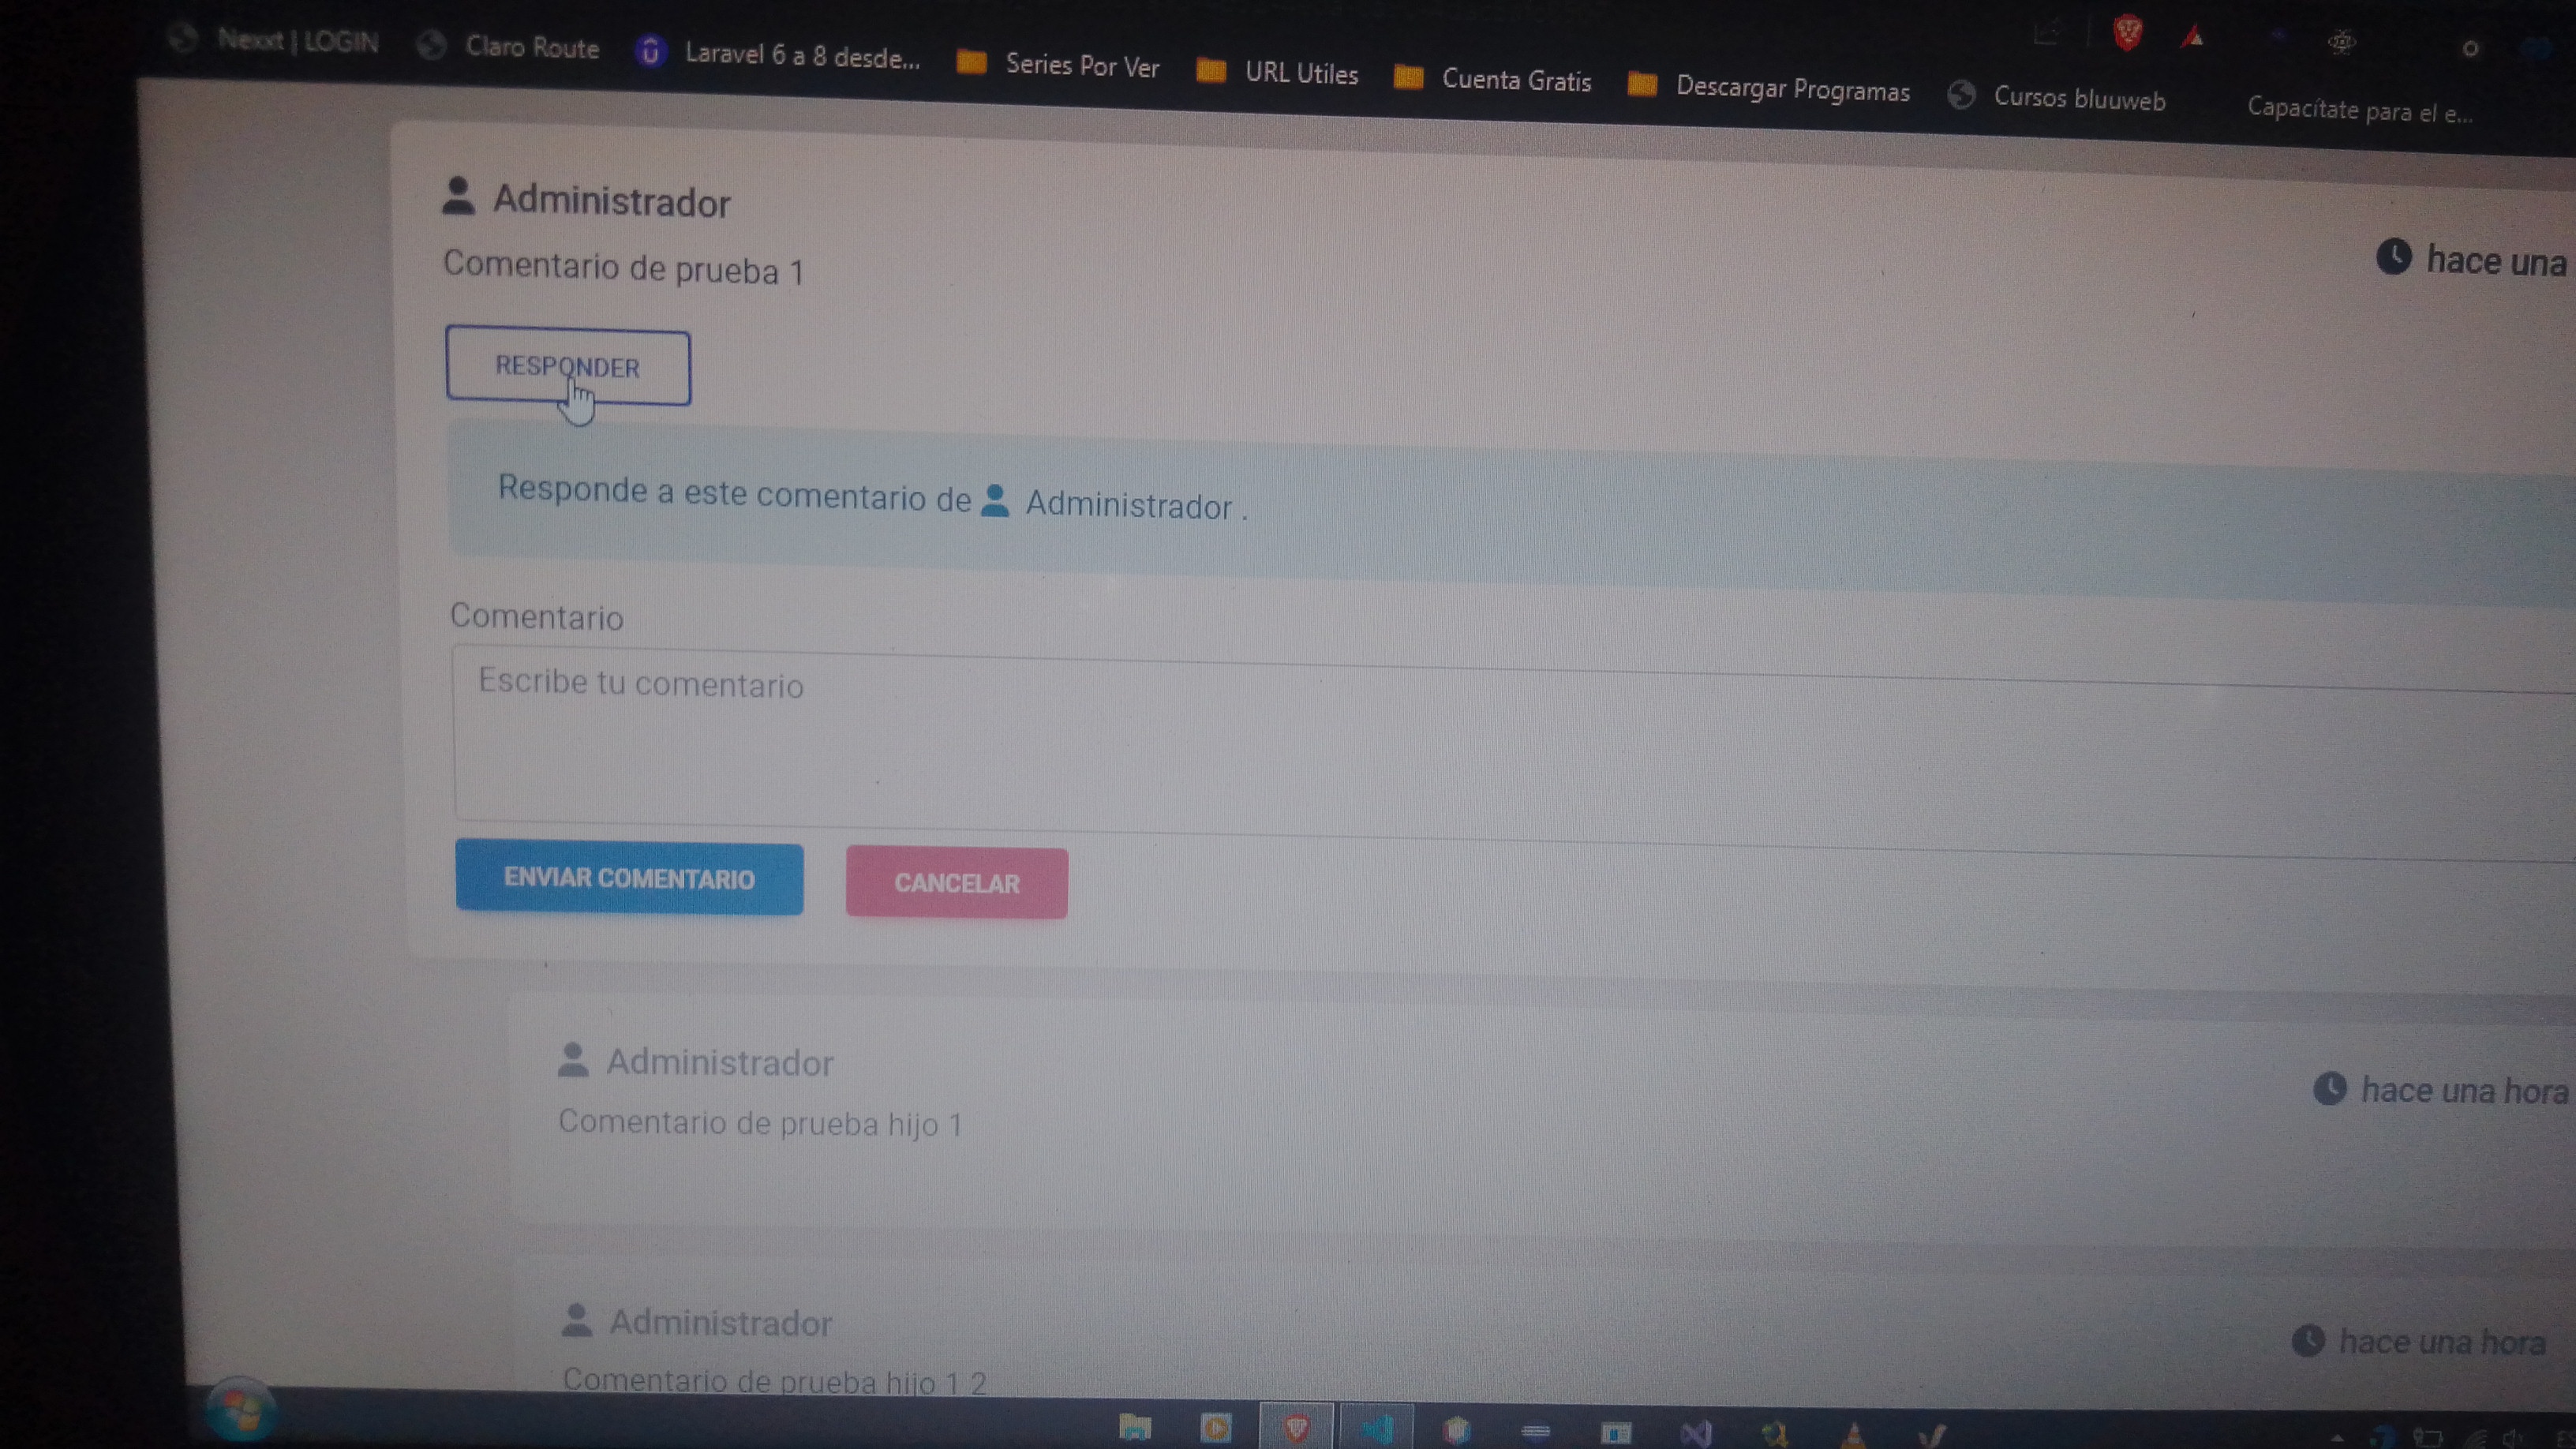 Nexxt | LOGIN
Claro Route
Laravel 6 a 8 desde...
Series Por Ver
URL Utiles
Cuenta Gratis
Descargar Programas
Cursos bluuweb
Capacítate para el e...
Administrador
hace una
Comentario de prueba 1
RESPONDER
Responde a este comentario de Administrador .
Comentario
Escribe tu comentario
ENVIAR COMENTARIO
CANCELAR
Administrador
hace una hora
Comentario de prueba hijo 1
Administrador
hace una hora
Comentario de prueba hijo 1 2